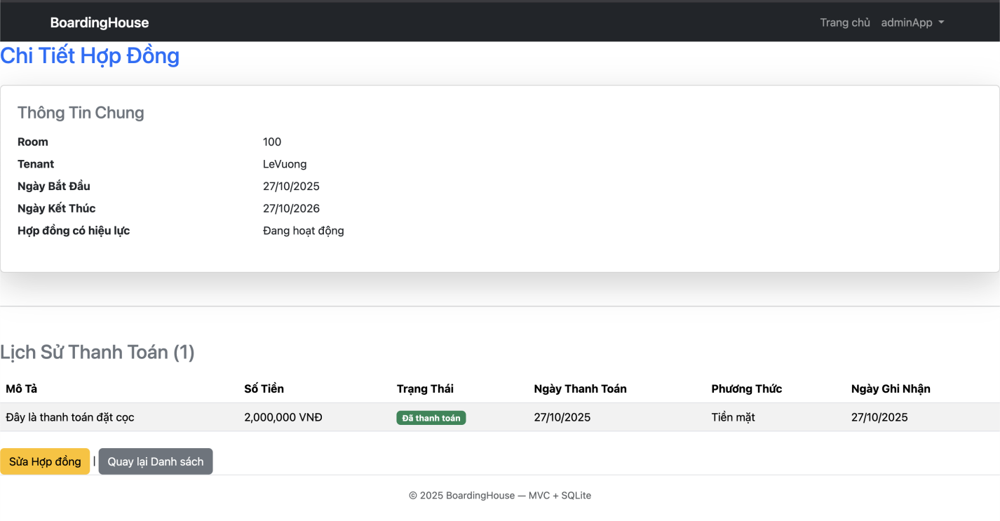 BoardingHouse Trang chủ adminApp
Chi Tiết Hợp Đồng
Thông Tin Chung
Room 100
Tenant LeVuong
Ngày Bắt Đầu 27/10/2025
Ngày Kết Thúc 27/10/2026
Hợp đồng có hiệu lực Đang hoạt động
Lịch Sử Thanh Toán (1)
Mô Tả Số Tiền Trạng Thái Ngày Thanh Toán Phương Thức Ngày Ghi Nhận
Đây là thanh toán đặt cọc 2,000,000 VNĐ Đã thanh toán 27/10/2025 Tiền mặt 27/10/2025
Sửa Hợp đồng | Quay lại Danh sách
© 2025 BoardingHouse — MVC + SQLite